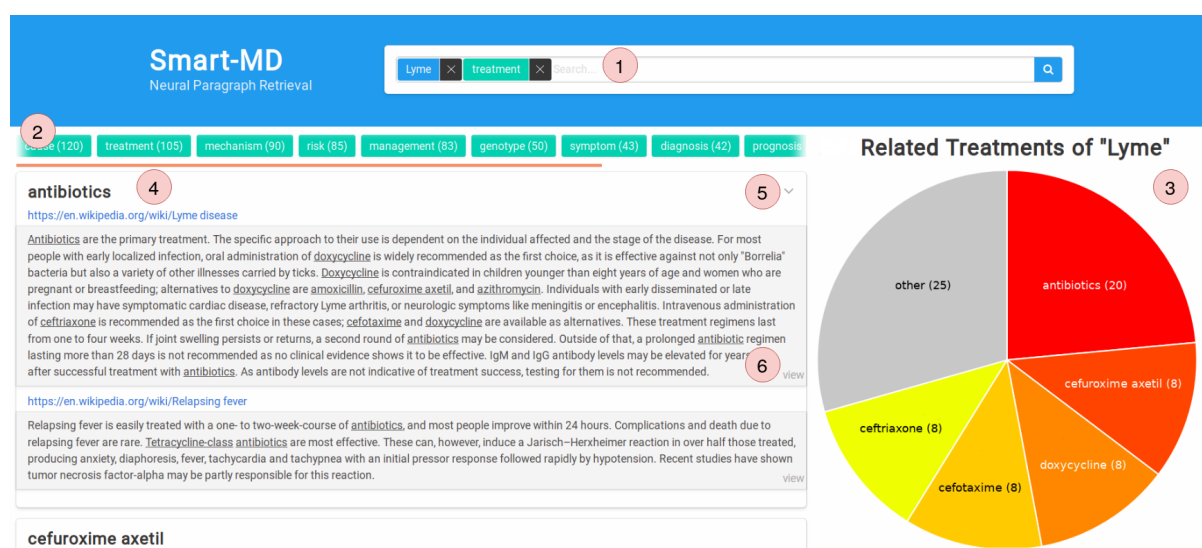 Smart-MD
Neural Paragraph Retrieval
Lyme × treatment × Search... 1
2
(120) treatment (105) mechanism (90) risk (85) management (83) genotype (50) symptom (43) diagnosis (42) prognosis
Related Treatments of "Lyme"
3
antibiotics 4 5
https://en.wikipedia.org/wiki/Lyme disease
Antibiotics are the primary treatment. The specific approach to their use is dependent on the individual affected and the stage of the disease. For most
people with early localized infection, oral administration of doxycycline is widely recommended as the first choice, as it is effective against not only "Borrelia"
bacteria but also a variety of other illnesses carried by ticks. Doxycycline is contraindicated in children younger than eight years of age and women who are
pregnant or breastfeeding; alternatives to doxycycline are amoxicillin, cefuroxime axetil, and azithromycin. Individuals with early disseminated or late
infection may have symptomatic cardiac disease, refractory Lyme arthritis, or neurologic symptoms like meningitis or encephalitis. Intravenous administration
of ceftriaxone is recommended as the first choice in these cases; cefotaxime and doxycycline are available as alternatives. These treatment regimens last
from one to four weeks. If joint swelling persists or returns, a second round of antibiotics may be considered. Outside of that, a prolonged antibiotic regimen
lasting more than 28 days is not recommended as no clinical evidence shows it to be effective. IgM and IgG antibody levels may be elevated for years
after successful treatment with antibiotics. As antibody levels are not indicative of treatment success, testing for them is not recommended.
6
view
https://en.wikipedia.org/wiki/Relapsing fever
Relapsing fever is easily treated with a one- to two-week-course of antibiotics, and most people improve within 24 hours. Complications and death due to
relapsing fever are rare. Tetracycline-class antibiotics are most effective. These can, however, induce a Jarisch–Herxheimer reaction in over half those treated,
producing anxiety, diaphoresis, fever, tachycardia and tachypnea with an initial pressor response followed rapidly by hypotension. Recent studies have shown
tumor necrosis factor-alpha may be partly responsible for this reaction.
view
cefuroxime axetil
other (25)
antibiotics (20)
cefuroxime axetil (8)
doxycycline (8)
cefotaxime (8)
ceftriaxone (8)